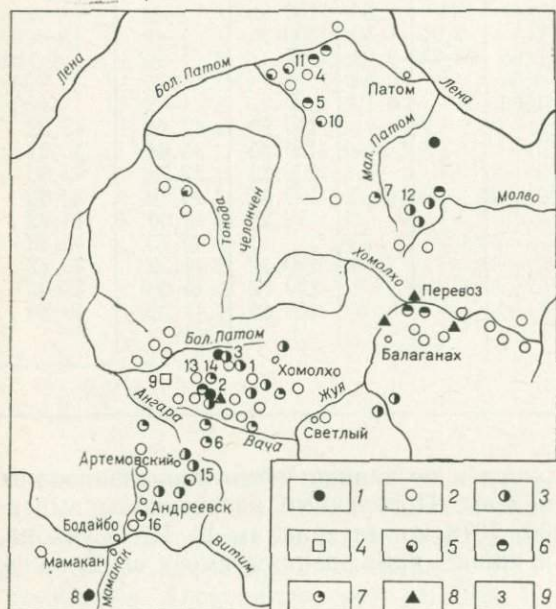 Лена
Бол. Патом
11
4
Патом
Лена
5
10
Мал. Патом
7
12
Молво
Тонода
Челончен
Хомолхо
Перевоз
Балаганах
Бол. Патом
3
1
13 14
Хомолхо
9
2
Жуя
Ангара
Светлый
6
Вача
Артемовский
15
Андреевск
16
Бодайбо
Мамакан
Мамакан
Витим
8
1 2 3
4 5 6
7 8 9
3